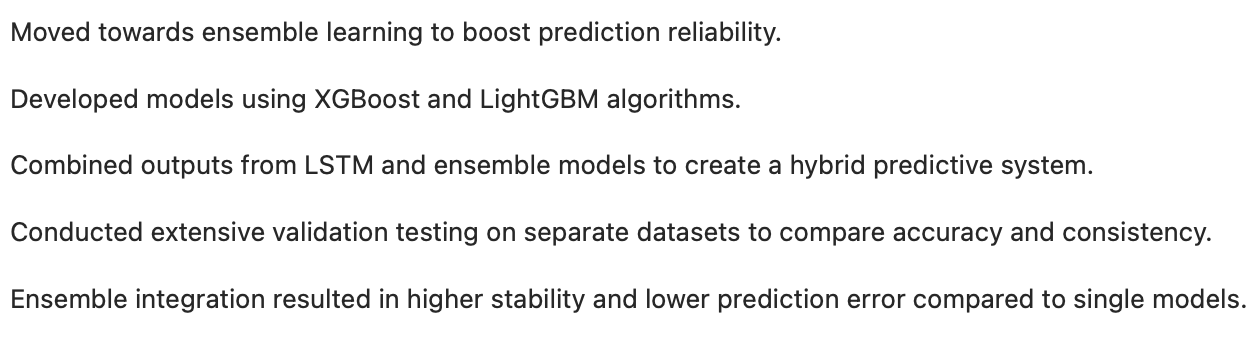 Moved towards ensemble learning to boost prediction reliability.
Developed models using XGBoost and LightGBM algorithms.
Combined outputs from LSTM and ensemble models to create a hybrid predictive system.
Conducted extensive validation testing on separate datasets to compare accuracy and consistency.
Ensemble integration resulted in higher stability and lower prediction error compared to single models.